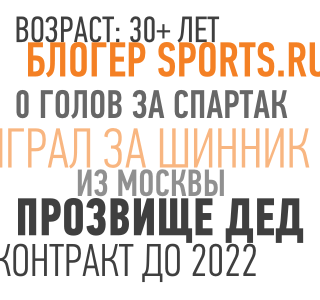 ВОЗРАСТ: 30+ ЛЕТ
БЛОГЕР SPORTS.RU
0 ГОЛОВ ЗА СПАРТАК
ИГРАЛ ЗА ШИННИК
ИЗ МОСКВЫ
ПРОЗВИЩЕ ДЕД
КОНТРАКТ ДО 2022